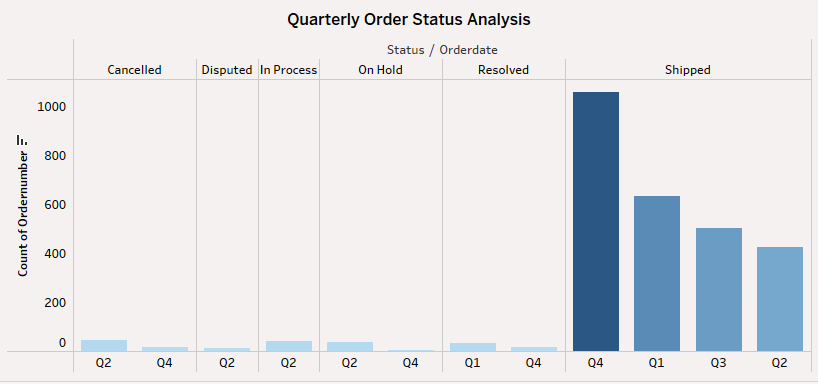 Quarterly Order Status Analysis
Status / Orderdate
Cancelled Disputed In Process On Hold Resolved Shipped
Count of Ordernumber
1000
800
600
400
200
0
Q2 Q4 Q2 Q2 Q2 Q4 Q1 Q4 Q4 Q1 Q3 Q2